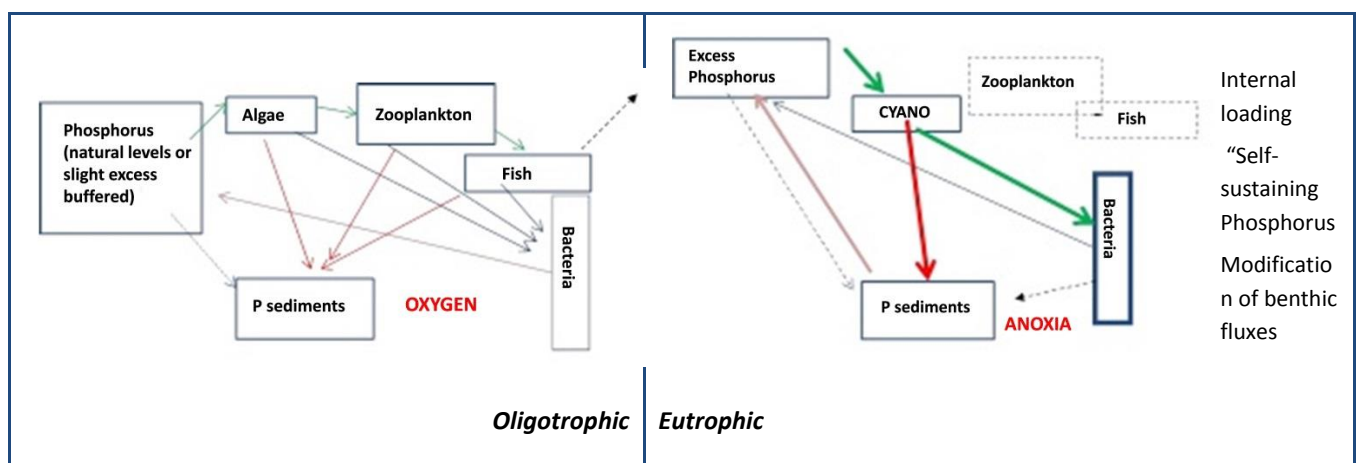 Phosphorus
(natural levels or
slight excess
buffered)
Algae
Zooplankton
Fish
Bacteria
P sediments
OXYGEN
Oligotrophic
Excess
Phosphorus
CYANO
Zooplankton
Fish
Bacteria
P sediments
ANOXIA
Internal
loading
“Self-
sustaining
Phosphorus
Modificatio
n of benthic
fluxes
Eutrophic